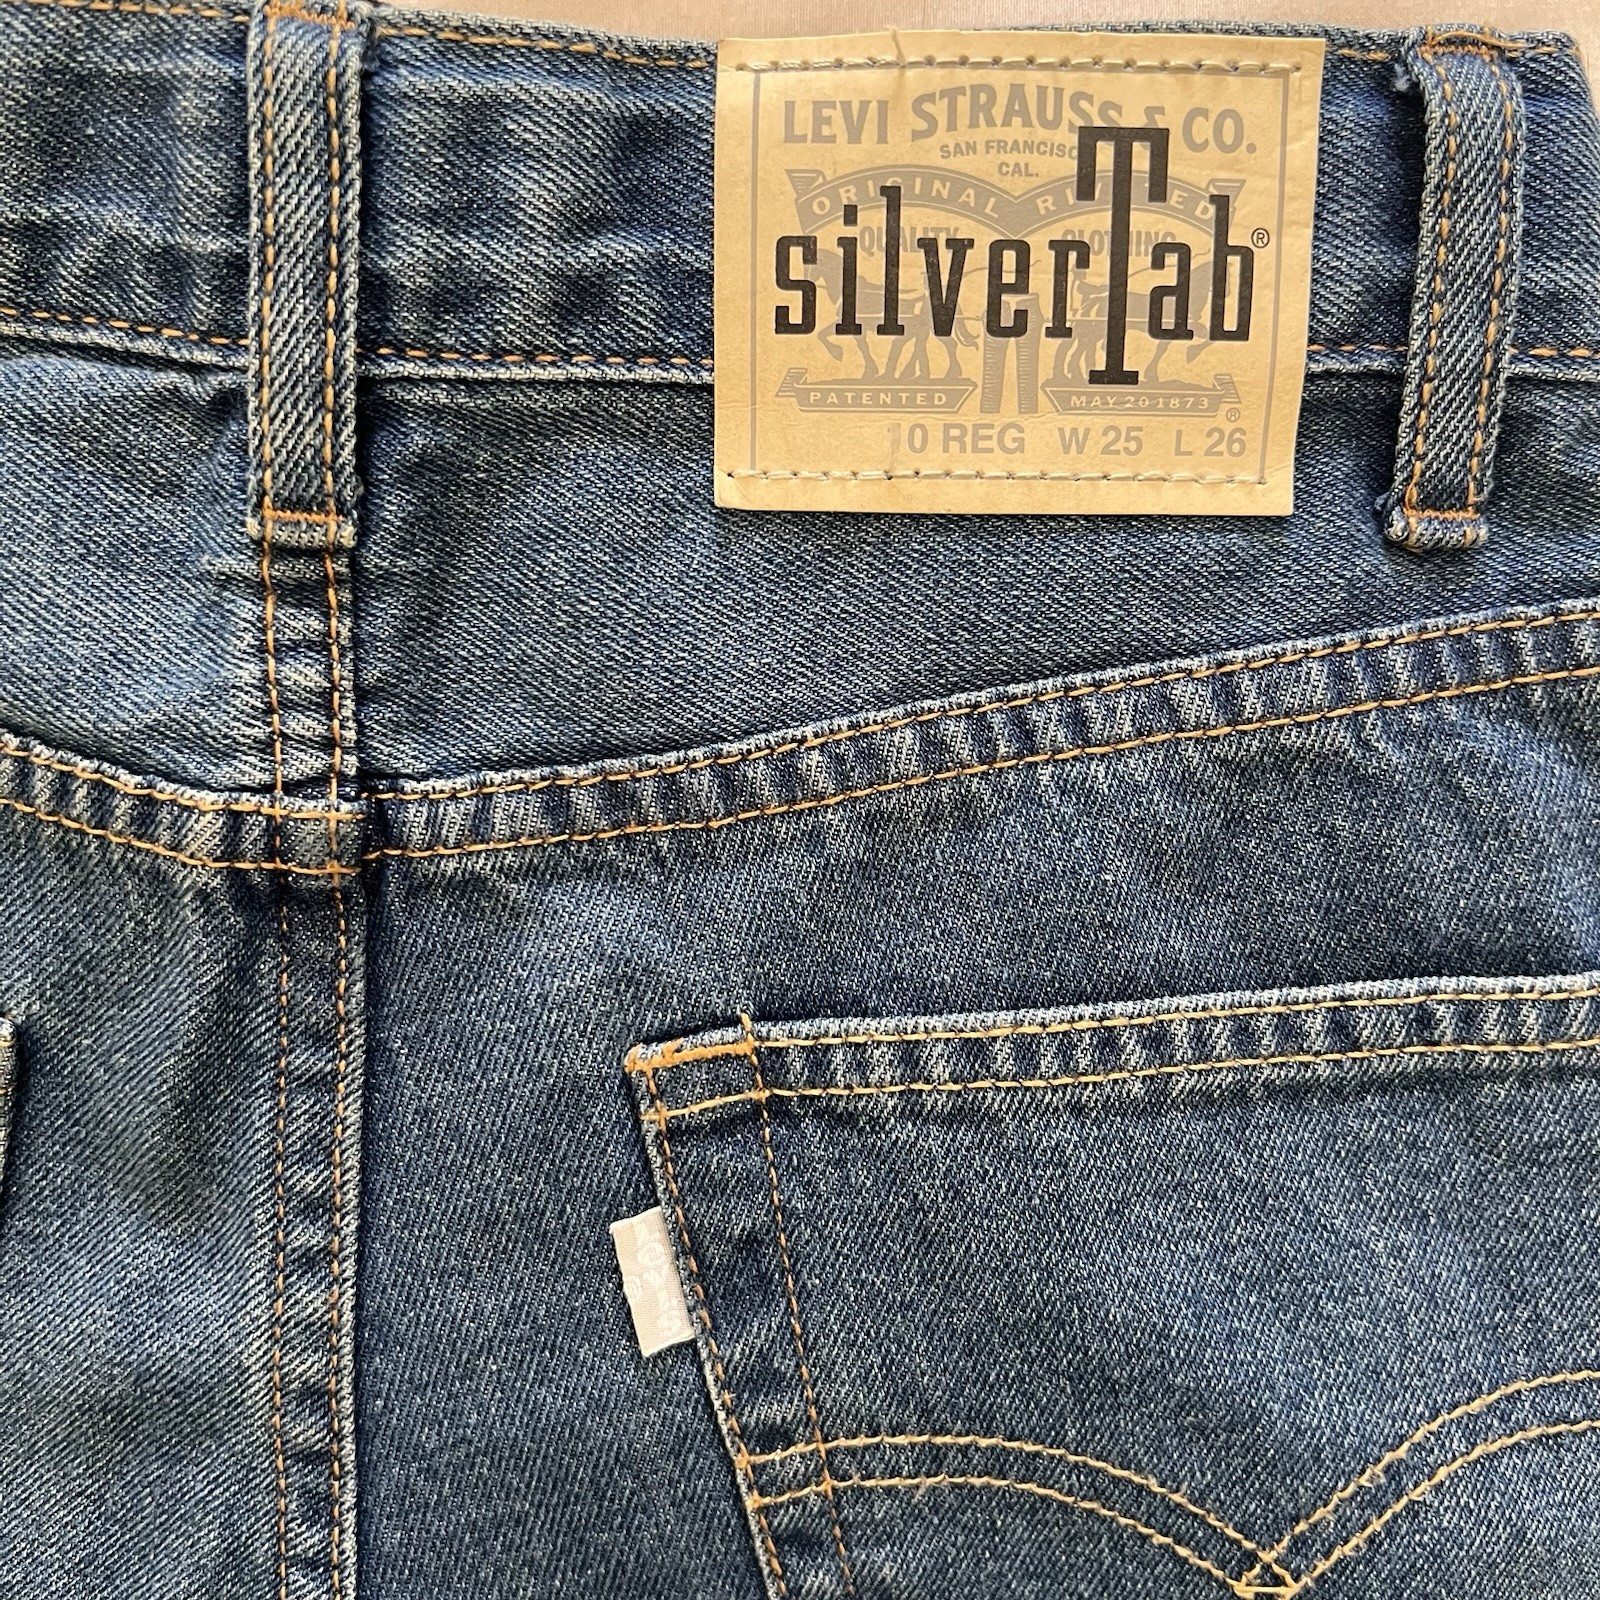 LEVI STRAUSS & CO.
SAN FRANCISCO
CAL.
ORIGINAL RIVETED
QUALITY CLOTHING
silverTab®
PATENTED MAY 20 1873 ®
10 REG W 25 L 26